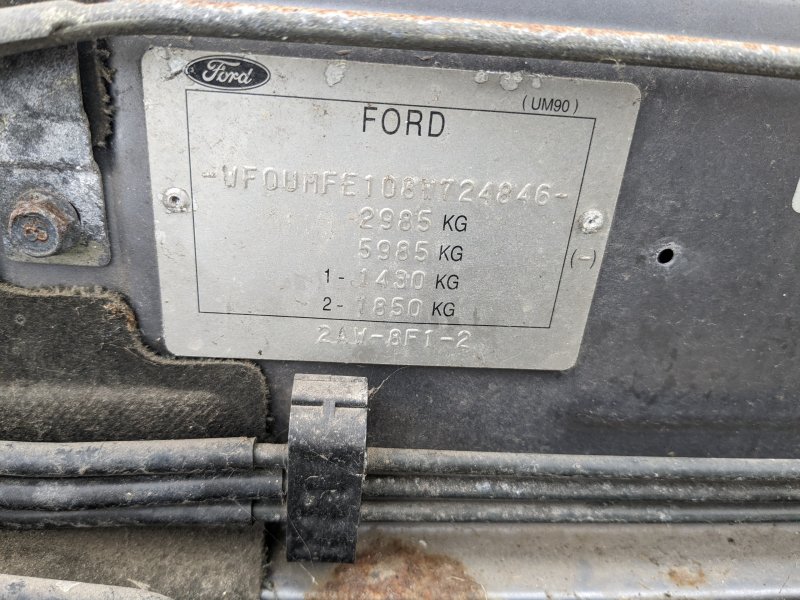 Ford
(UM90)
FORD
-WF0UMFE108W724846-
2985 KG
5985 KG
(-)
1-1430 KG
2-1850 KG
2AW-8F1-2